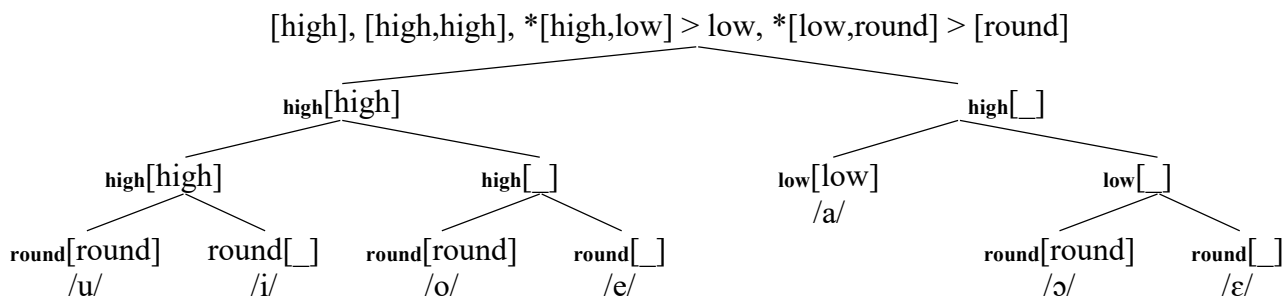 [high], [high,high], *[high,low] > low, *[low,round] > [round]
high[high] high[_]
high[high] high[_] low[low] low[_]
/a/
round[round] round[_] round[round] round[_] round[round] round[_]
/u/ /i/ /o/ /e/ /ɔ/ /ɛ/